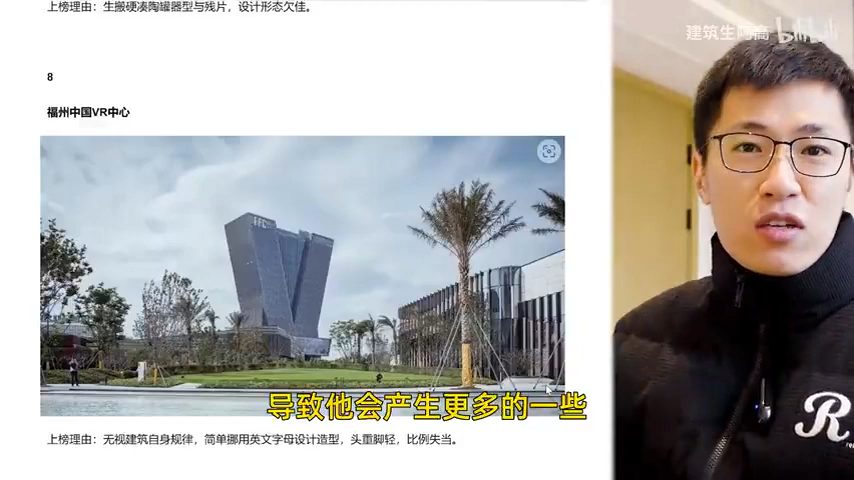 上榜理由：生搬硬凑陶罐器型与残片，设计形态欠佳。
建筑生阿高 bilibili
8
福州中国VR中心
FFC
导致他会产生更多的一些
R
上榜理由：无视建筑自身规律，简单挪用英文字母设计造型，头重脚轻，比例失当。